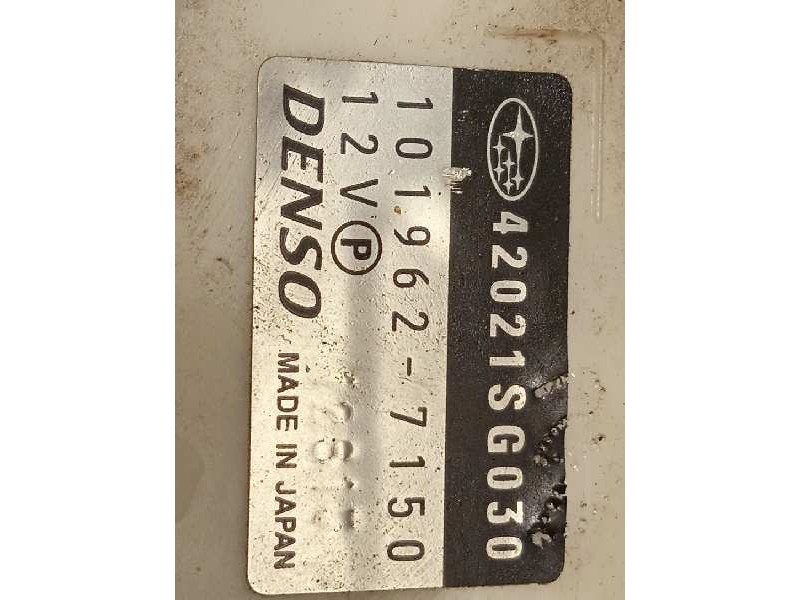 42021SG030
101962-7150
12V P
DENSO MADE IN JAPAN